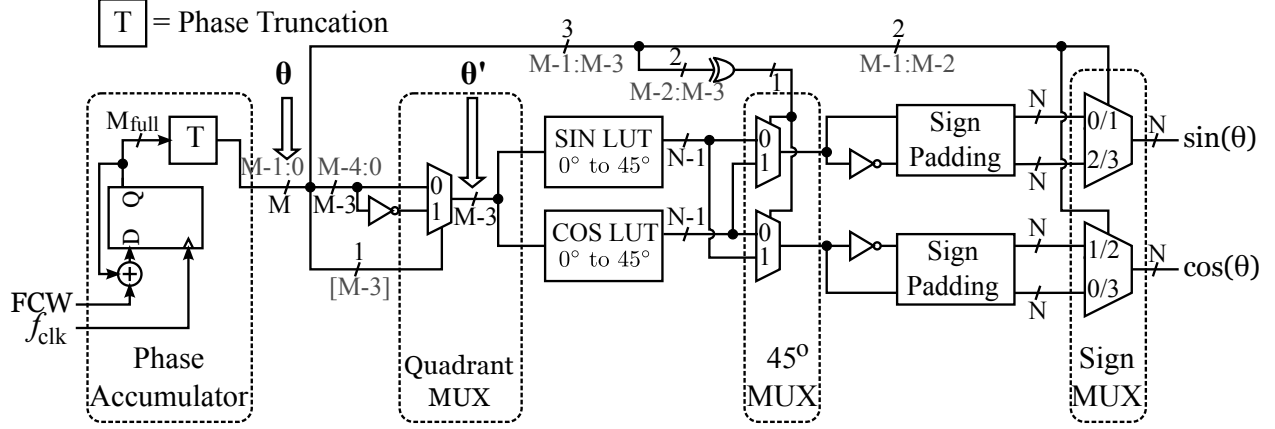 T = Phase Truncation
3
M-1:M-3
2
M-1:M-2
2
M-2:M-3
1
θ
θ'
M_full
T
M-1:0
M
M-4:0
M-3
0
1
M-3
SIN LUT
0° to 45°
N-1
COS LUT
0° to 45°
N-1
0
1
0
1
Sign
Padding
N
N
0/1
2/3
N
sin(θ)
Sign
Padding
N
N
1/2
0/3
N
cos(θ)
Q
D
1
[M-3]
FCW
f_clk
Phase
Accumulator
Quadrant
MUX
45º
MUX
Sign
MUX